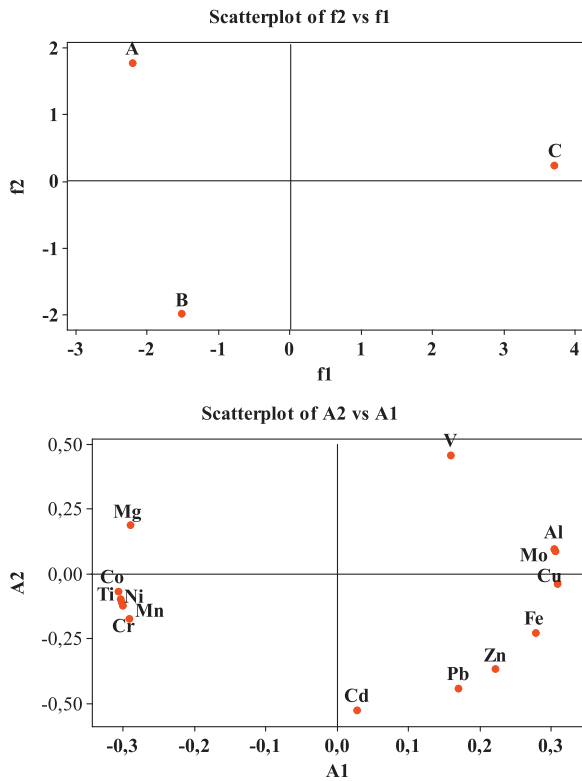 Scatterplot of f2 vs f1
2
A
1
C
0
f2
-1
B
-2
-3 -2 -1 0 1 2 3 4
f1
Scatterplot of A2 vs A1
V
0,50
0,25
Mg
Al
Mo
0,00
Co
Cu
Ti Ni
Mn
A2
Cr
Fe
-0,25
Zn
Pb
Cd
-0,50
-0,3 -0,2 -0,1 0,0 0,1 0,2 0,3
A1